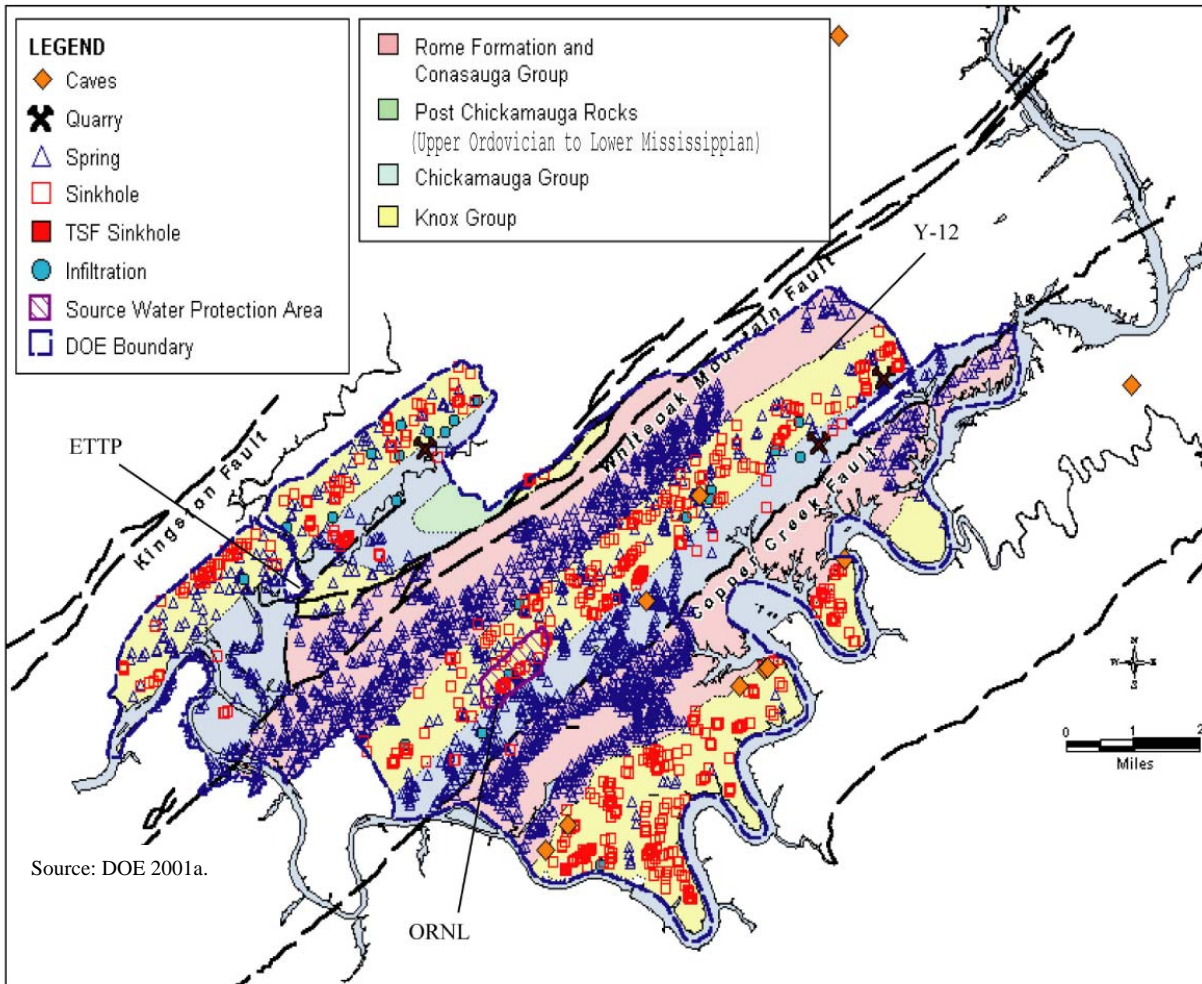 LEGEND
Caves
Quarry
Spring
Sinkhole
TSF Sinkhole
Infiltration
Source Water Protection Area
DOE Boundary
Rome Formation and
Conasauga Group
Post Chickamauga Rocks
(Upper Ordovician to Lower Mississippian)
Chickamauga Group
Knox Group
Y-12
Whiteoak Mountain Fault
ETTP
Kingston Fault
Copper Creek Fault
N
W E
S
0 1 2
Miles
Source: DOE 2001a.
ORNL